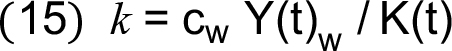 (15) k = cw Y(t)w / K(t)